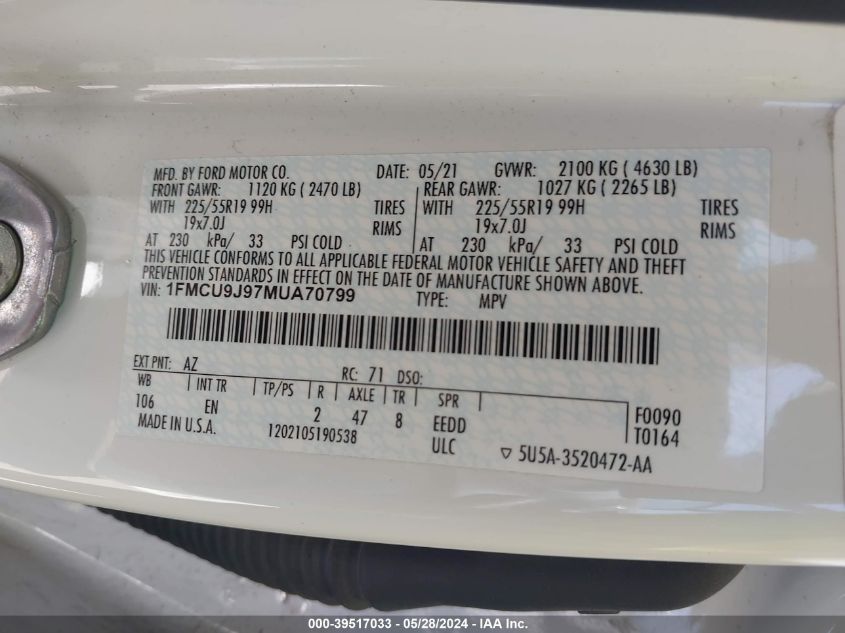 MFD. BY FORD MOTOR CO. DATE: 05/21 GVWR: 2100 KG ( 4630 LB)
FRONT GAWR: 1120 KG ( 2470 LB) REAR GAWR: 1027 KG ( 2265 LB)
WITH 225/55R19 99H TIRES WITH 225/55R19 99H TIRES
19x7.0J RIMS 19x7.0J RIMS
AT 230 kPa/ 33 PSI COLD AT 230 kPa/ 33 PSI COLD
THIS VEHICLE CONFORMS TO ALL APPLICABLE FEDERAL MOTOR VEHICLE SAFETY AND THEFT
PREVENTION STANDARDS IN EFFECT ON THE DATE OF MANUFACTURE SHOWN ABOVE.
VIN: 1FMCU9J97MUA70799 TYPE: MPV
EXT PNT: AZ RC: 71 DSO:
WB INT TR TP/PS R AXLE TR SPR
106 EN 2 47 8 EEDD F0090
MADE IN U.S.A. 1202105190538 ULC T0164
▽ 5U5A-3520472-AA
000-39517033 - 05/28/2024 - IAAI Inc.